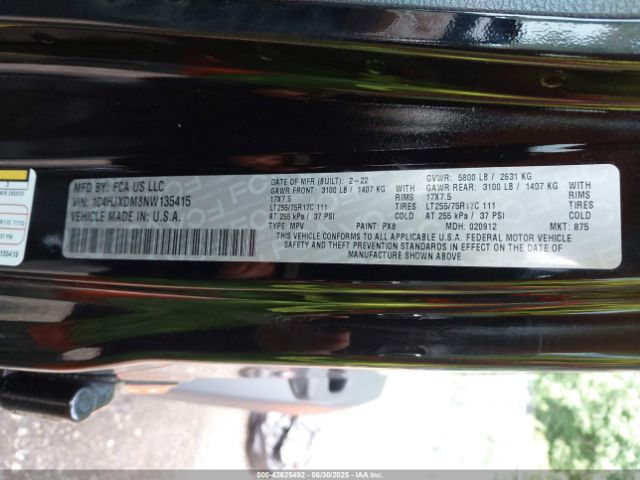 MFD BY: FCA US LLC
VIN: 1C4HJXDM8NW135415
VEHICLE MADE IN U.S.A.
DATE OF MFR (BUILT): 2-22
GAWR FRONT: 3100 LB / 1407 KG
WITH
17X7.5
RIMS
LT255/75R17C 111
TIRES
AT 255 kPa / 37 PSI
TYPE: MPV
PAINT: PX8
GVWR: 5800 LB / 2631 KG
GAWR REAR: 3100 LB / 1407 KG
WITH
17X7.5
RIMS
LT255/75R17C 111
TIRES
AT 255 kPa / 37 PSI
MDH: 020912
MKT: 875
THIS VEHICLE CONFORMS TO ALL APPLICABLE U.S.A. FEDERAL MOTOR VEHICLE
SAFETY, BUMPER, AND THEFT PREVENTION STANDARDS IN EFFECT ON THE DATE OF
MANUFACTURE SHOWN ABOVE.
000-42625492 - 06/30/2025 - COPYRIGHT IAA, LLC.